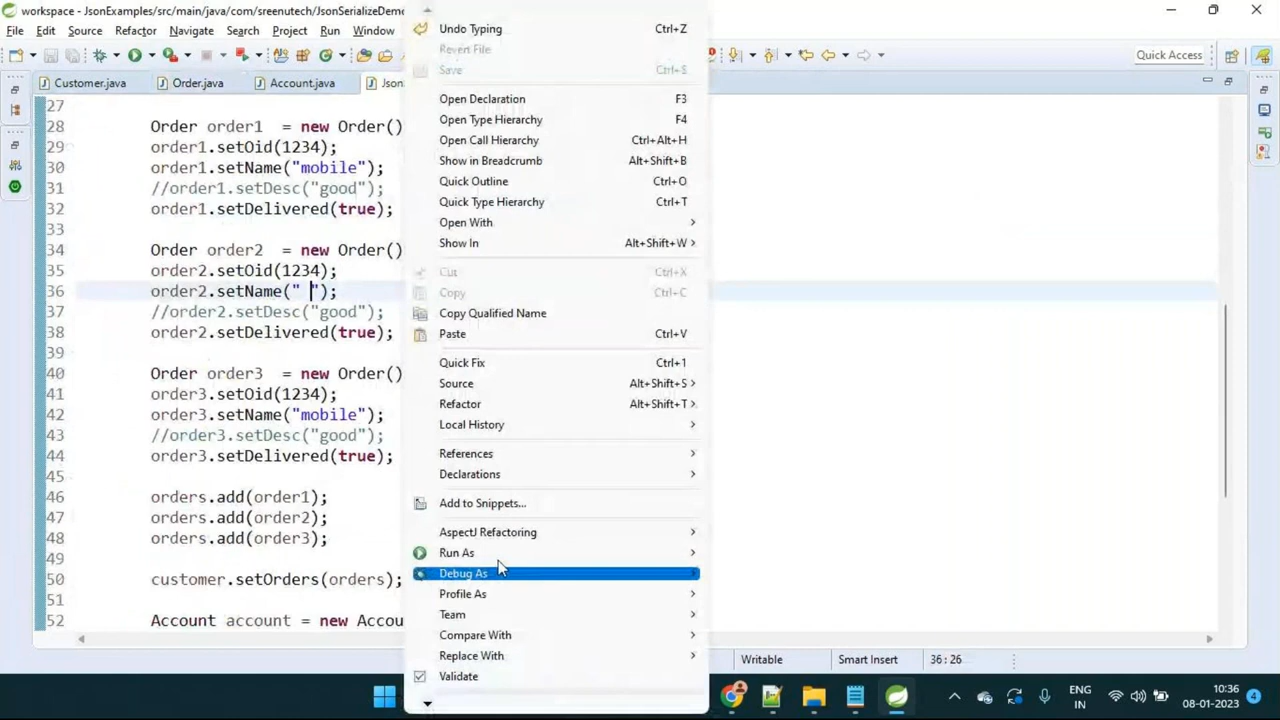 workspace - JsonExamples/src/main/java/com/sreenutech/JsonSerializeDemo
File Edit Source Refactor Navigate Search Project Run Window
Quick Access
Customer.java Order.java Account.java Json
27
28 Order order1 = new Order()
29 order1.setOid(1234);
30 order1.setName("mobile");
31 //order1.setDesc("good");
32 order1.setDelivered(true);
33
34 Order order2 = new Order()
35 order2.setOid(1234);
36 order2.setName(" ");
37 //order2.setDesc("good");
38 order2.setDelivered(true);
39
40 Order order3 = new Order()
41 order3.setOid(1234);
42 order3.setName("mobile");
43 //order3.setDesc("good");
44 order3.setDelivered(true);
45
46 orders.add(order1);
47 orders.add(order2);
48 orders.add(order3);
49
50 customer.setOrders(orders);
51
52 Account account = new Accou
Undo Typing Ctrl+Z
Revert File
Save Ctrl+S
Open Declaration F3
Open Type Hierarchy F4
Open Call Hierarchy Ctrl+Alt+H
Show in Breadcrumb Alt+Shift+B
Quick Outline Ctrl+O
Quick Type Hierarchy Ctrl+T
Open With
Show In Alt+Shift+W
Cut Ctrl+X
Copy Ctrl+C
Copy Qualified Name
Paste Ctrl+V
Quick Fix Ctrl+1
Source Alt+Shift+S
Refactor Alt+Shift+T
Local History
References
Declarations
Add to Snippets...
AspectJ Refactoring
Run As
Debug As
Profile As
Team
Compare With
Replace With
Validate
Writable Smart Insert 36 : 26
ENG
IN
10:36
08-01-2023
4